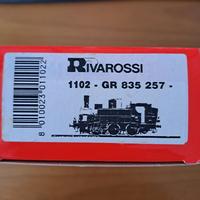 RIVAROSSI
1102 - GR 835 257 -
8 010023 011022